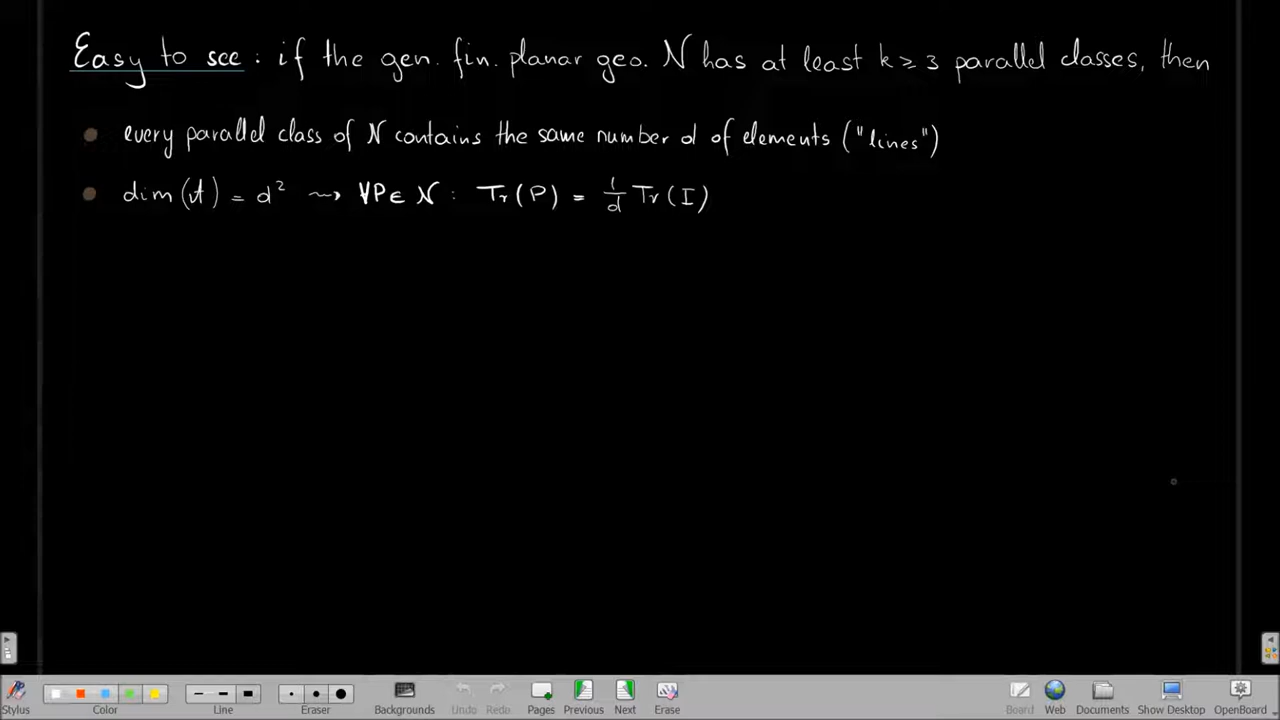 Easy to see : if the gen. fin. planar geo. N has at least k ≥ 3 parallel classes, then
• every parallel class of N contains the same number d of elements ("lines")
• dim(A) = d² ⇝ ∀P ∈ N : Tr(P) = 1/d Tr(I)
Stylus Color Line Eraser Backgrounds Undo Redo Pages Previous Next Erase Board Web Documents Show Desktop OpenBoard